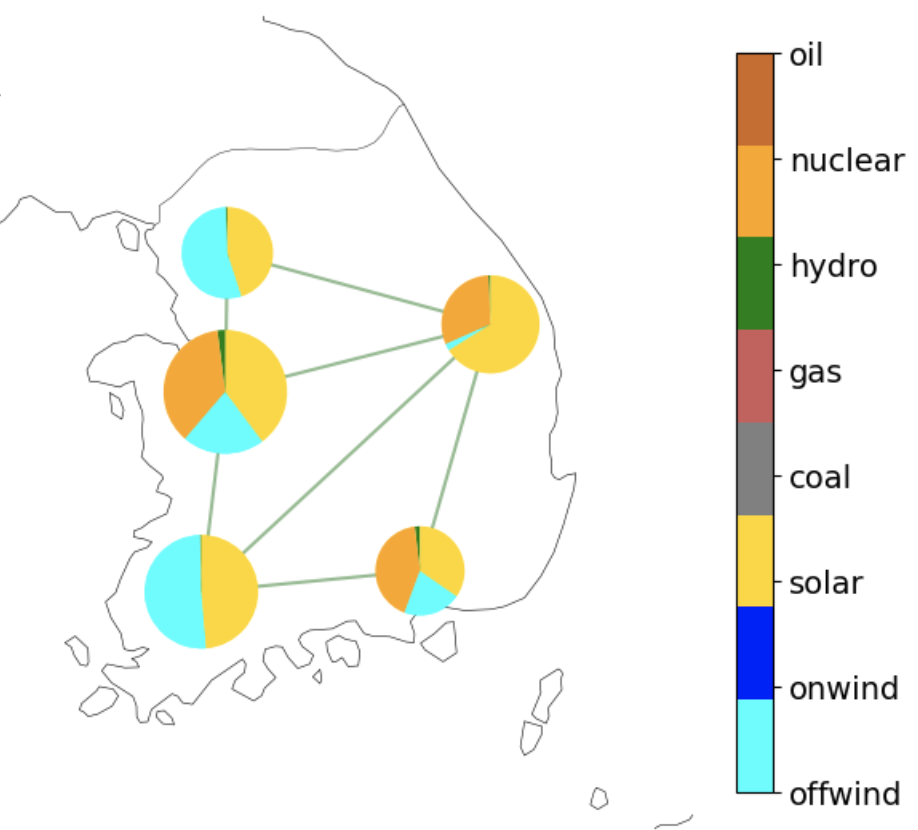 oil
nuclear
hydro
gas
coal
solar
onwind
offwind